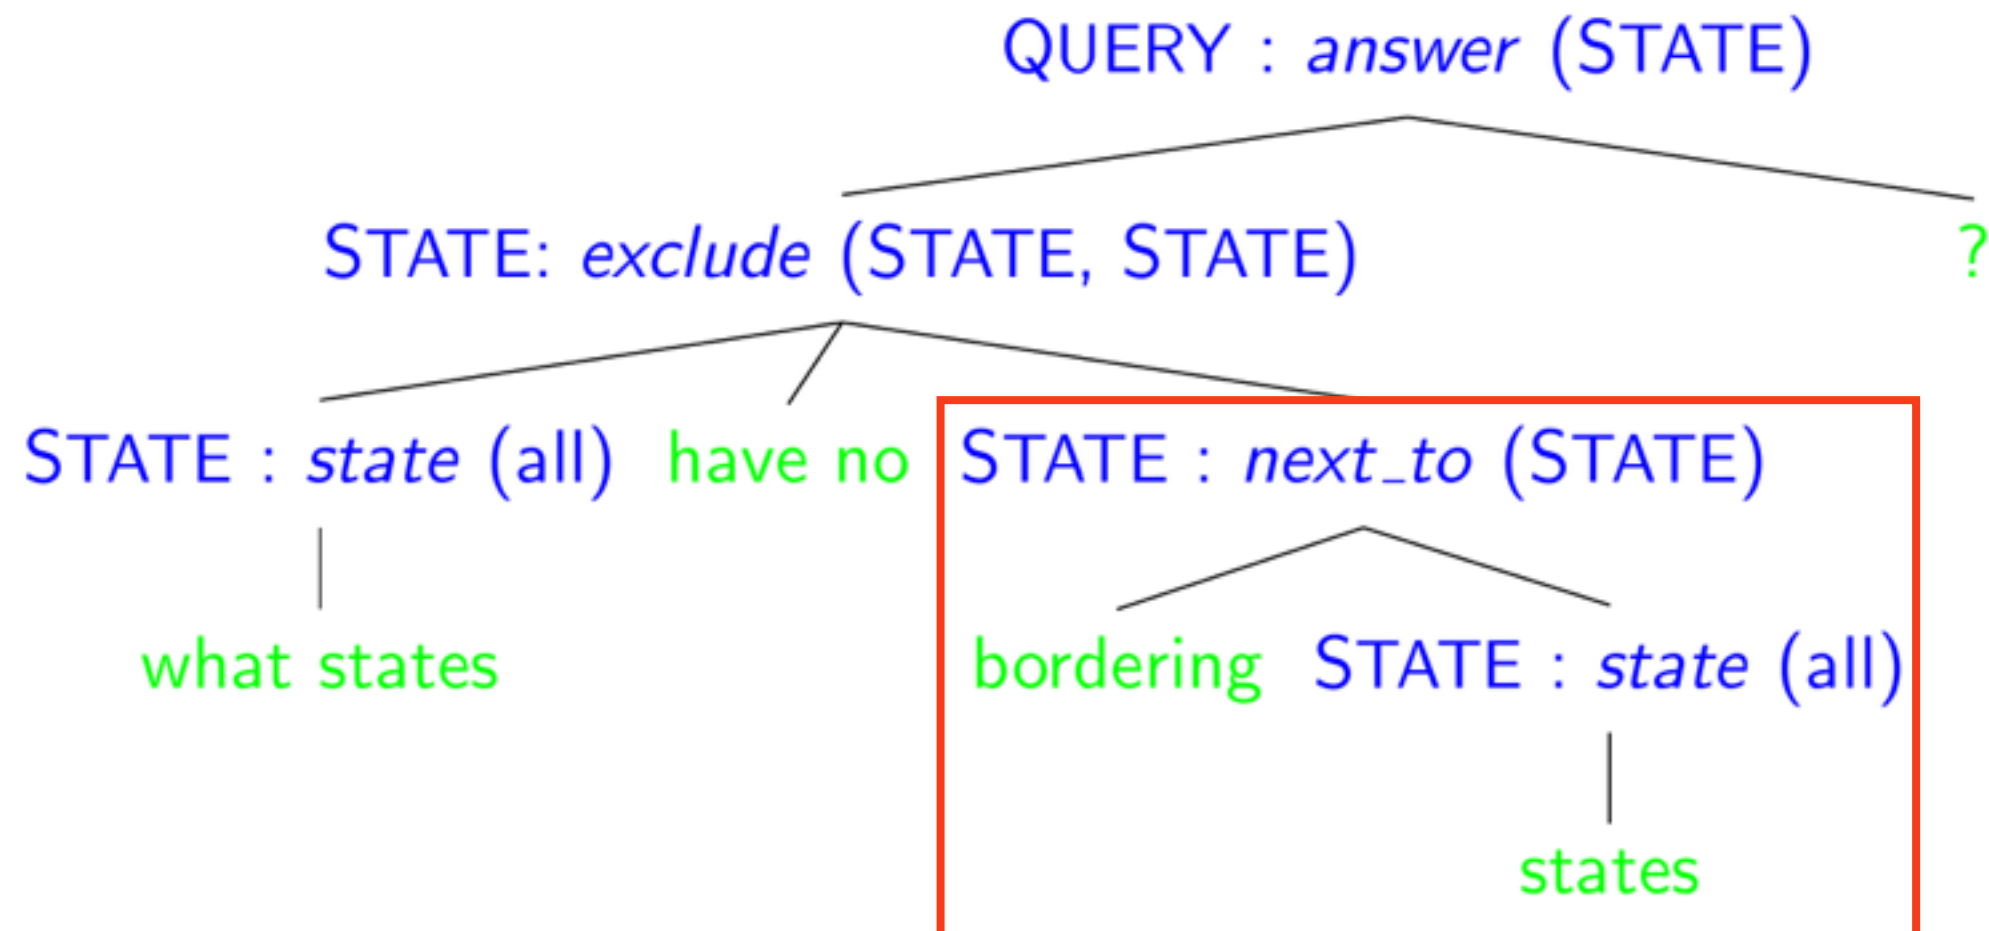 QUERY : answer (STATE)
STATE: exclude (STATE, STATE) ?
STATE : state (all) have no STATE : next_to (STATE)
what states bordering STATE : state (all)
states